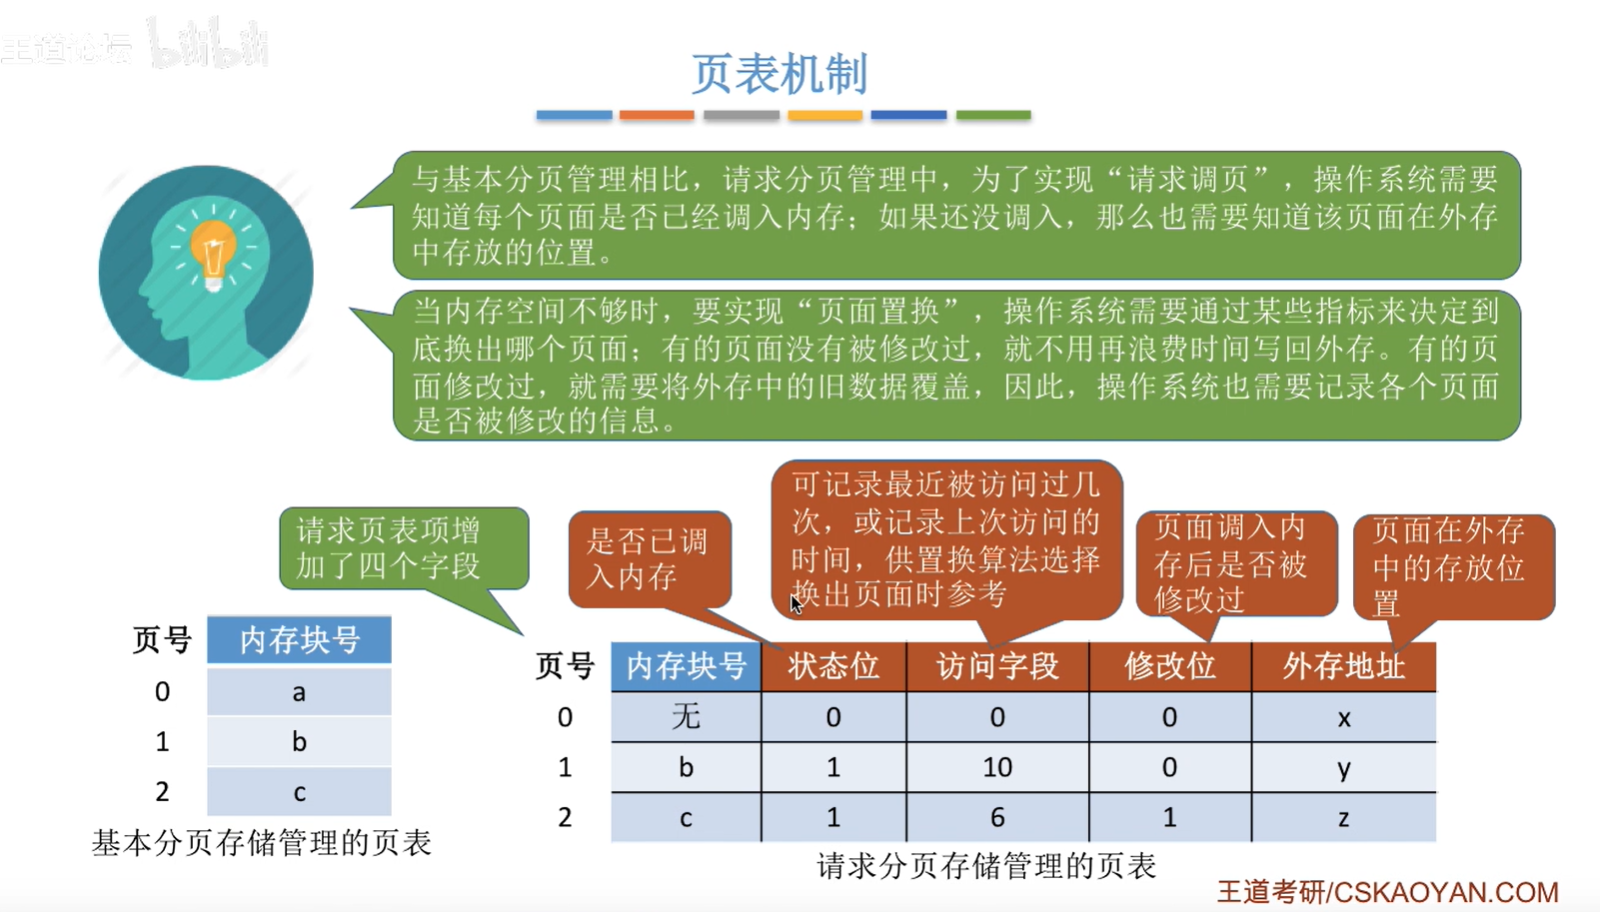 王道论坛 bilibili
页表机制
与基本分页管理相比，请求分页管理中，为了实现“请求调页”，操作系统需要
知道每个页面是否已经调入内存；如果还没调入，那么也需要知道该页面在外存
中存放的位置。
当内存空间不够时，要实现“页面置换”，操作系统需要通过某些指标来决定到
底换出哪个页面；有的页面没有被修改过，就不用再浪费时间写回外存。有的页
面修改过，就需要将外存中的旧数据覆盖，因此，操作系统也需要记录各个页面
是否被修改的信息。
请求页表项增
加了四个字段
是否已调
入内存
可记录最近被访问过几
次，或记录上次访问的
时间，供置换算法选择
换出页面时参考
页面调入内
存后是否被
修改过
页面在外存
中的存放位
置
页号 内存块号
0 a
1 b
2 c
基本分页存储管理的页表
页号 内存块号 状态位 访问字段 修改位 外存地址
0 无 0 0 0 x
1 b 1 10 0 y
2 c 1 6 1 z
请求分页存储管理的页表
王道考研/CSKAOYAN.COM